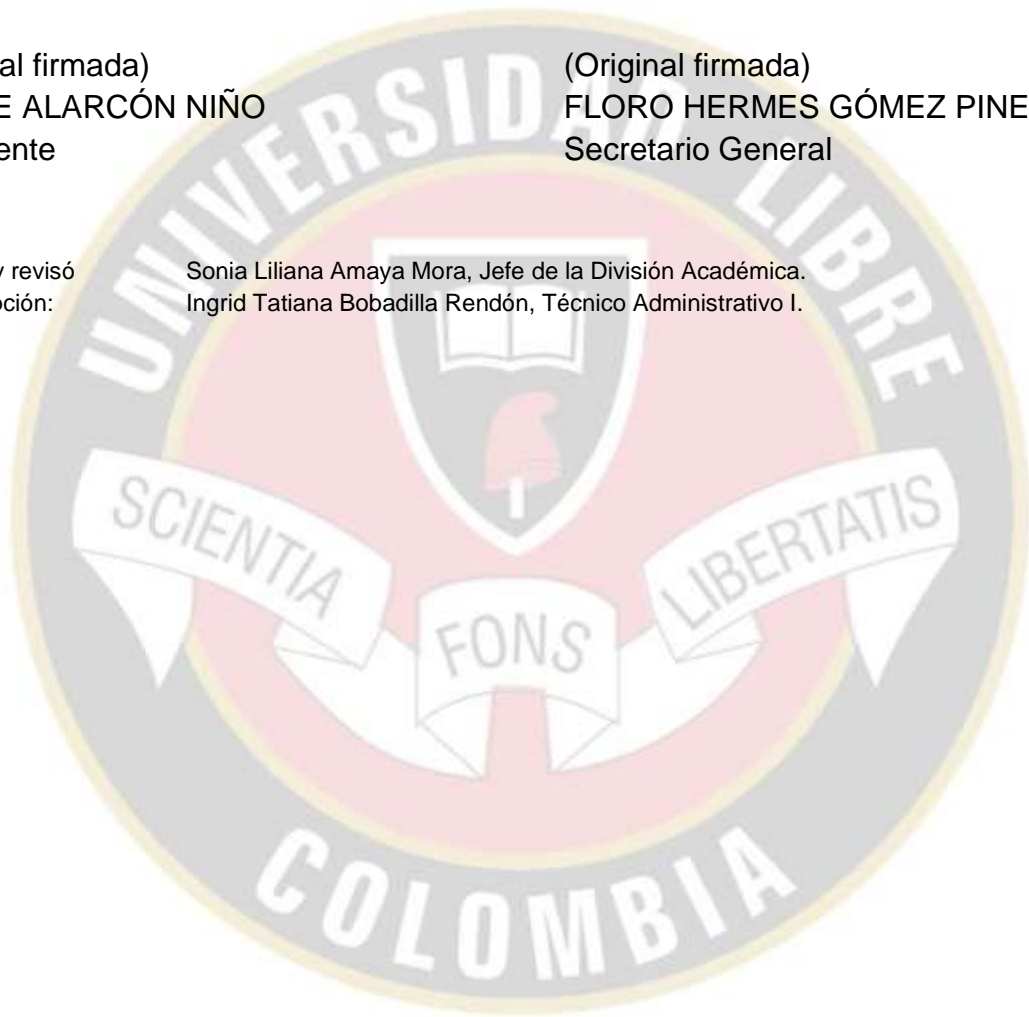 al firmada) (Original firmada)
E ALARCÓN NIÑO FLORO HERMES GÓMEZ PINE
ente Secretario General
y revisó Sonia Liliana Amaya Mora, Jefe de la División Académica.
oción: Ingrid Tatiana Bobadilla Rendón, Técnico Administrativo I.
UNIVERSIDAD LIBRE
SCIENTIA
FONS
LIBERTATIS
COLOMBIA